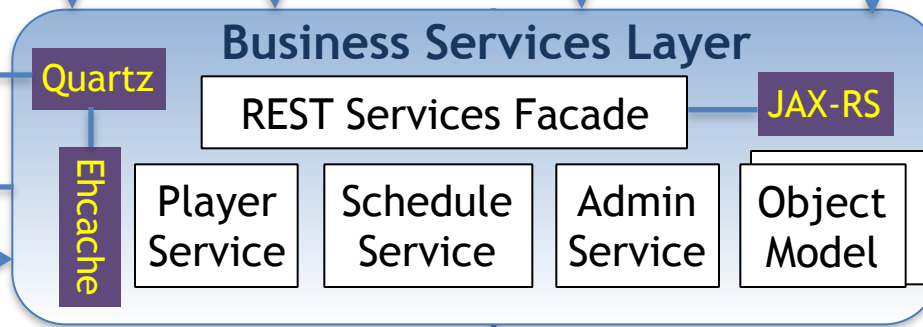 Business Services Layer
Quartz
REST Services Facade
JAX-RS
Ehcache
Player
Service
Schedule
Service
Admin
Service
Object
Model